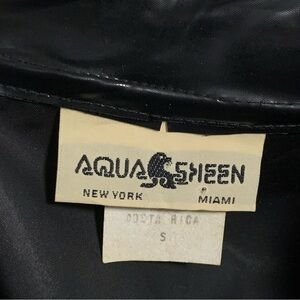 AQUA SHEEN
NEW YORK MIAMI
COSTA RICA
S